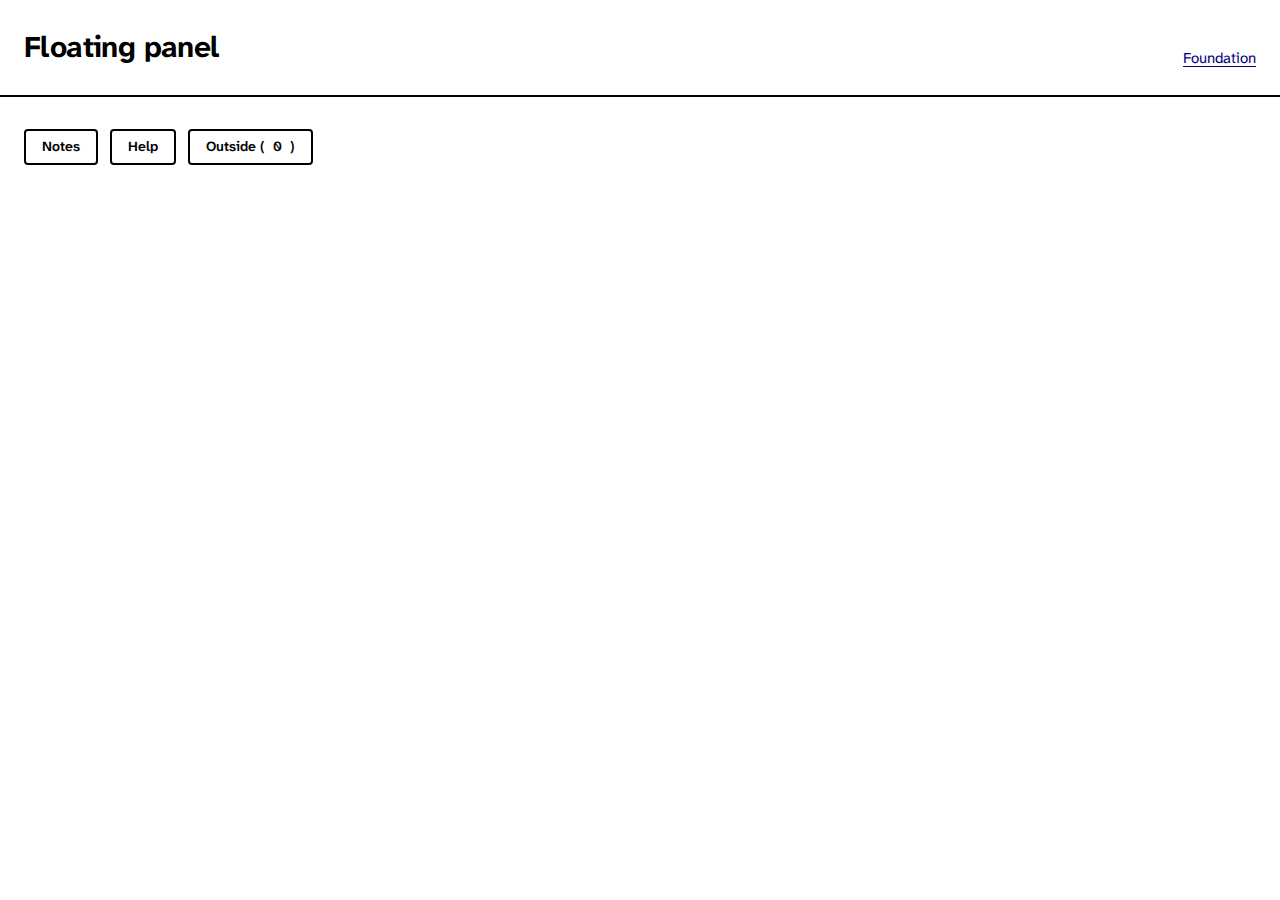 Floating panel
Foundation
Notes
Help
Outside ( 0 )